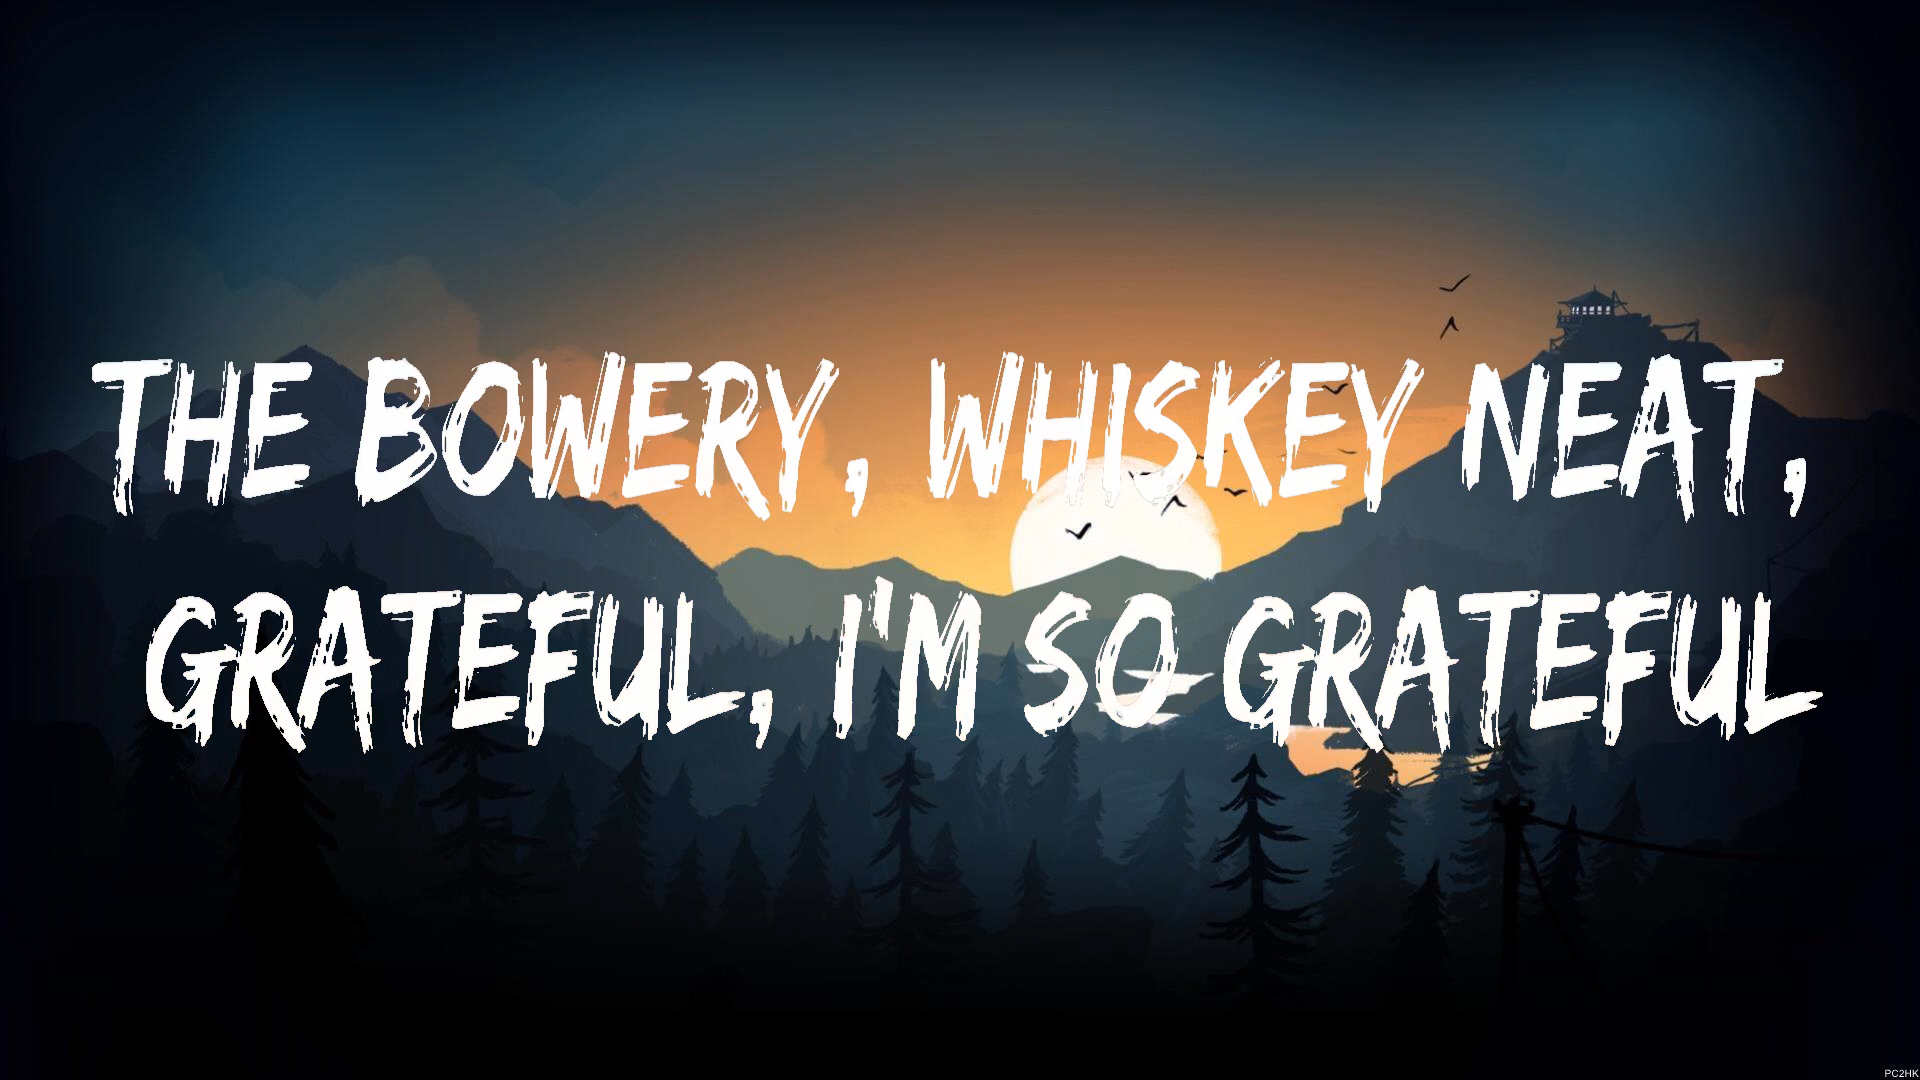 THE BOWERY, WHISKEY NEAT,
GRATEFUL, I'M SO GRATEFUL
PC2HK